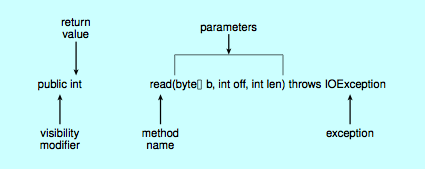 return
value
parameters
public int read(byte[] b, int off, int len) throws IOException
visibility
modifier
method
name
exception